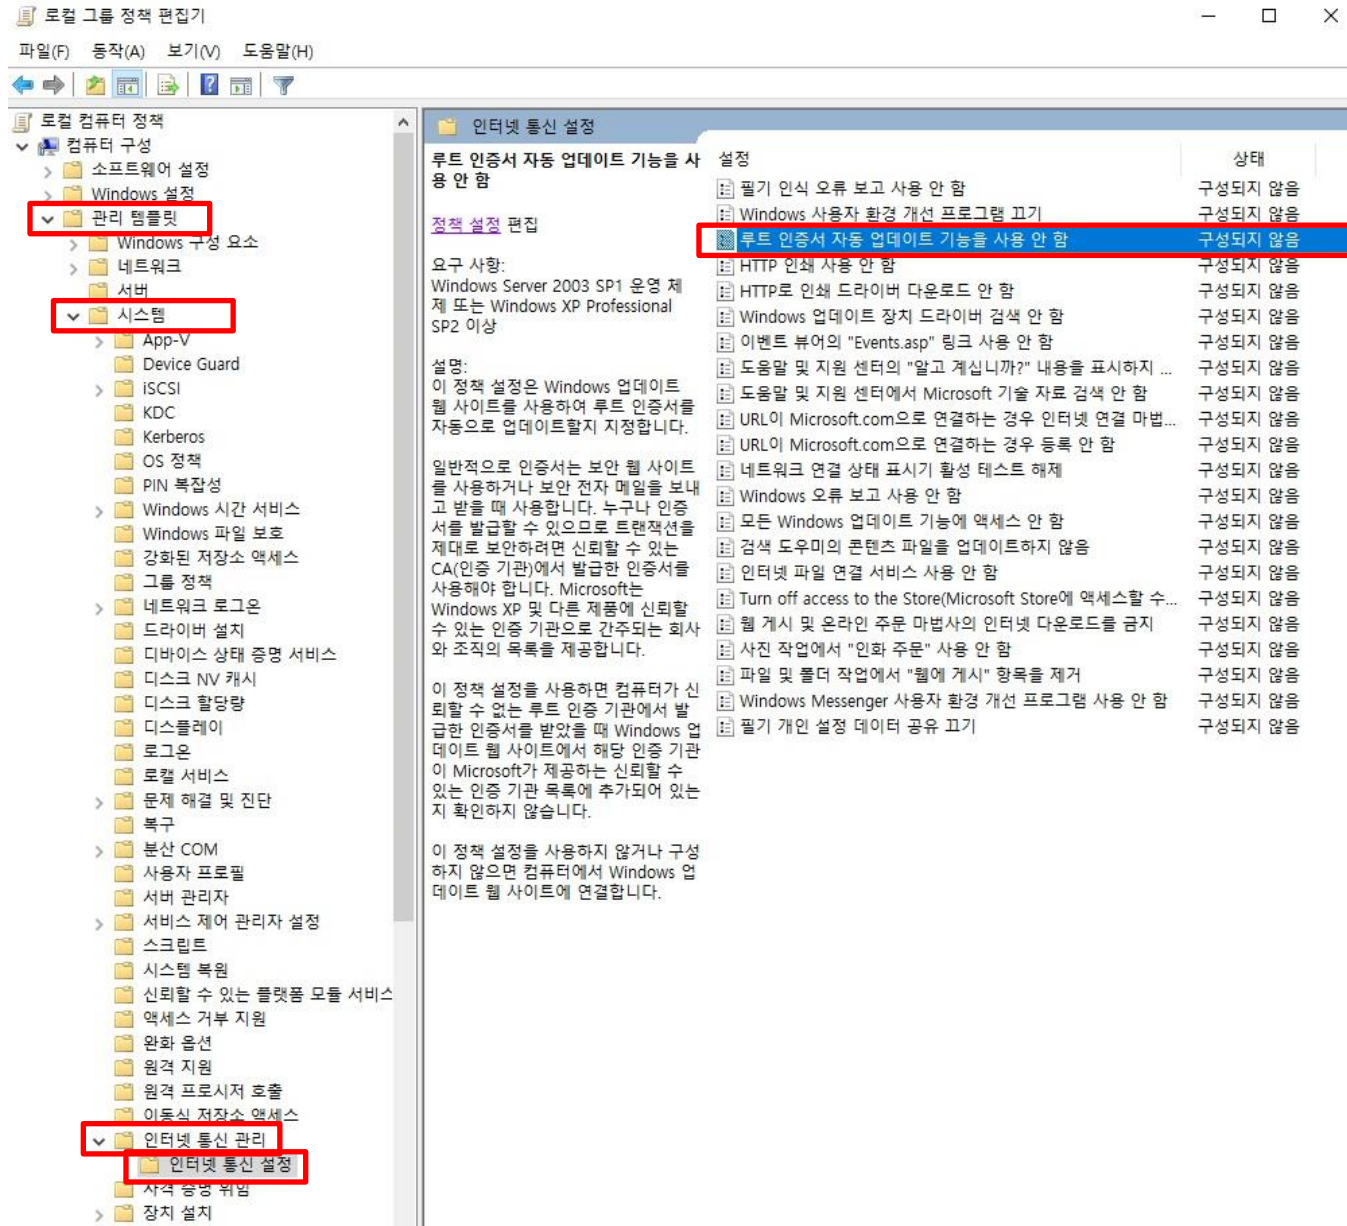 로컬 그룹 정책 편집기
파일(F) 동작(A) 보기(V) 도움말(H)
로컬 컴퓨터 정책
컴퓨터 구성
소프트웨어 설정
Windows 설정
관리 템플릿
Windows 구성 요소
네트워크
서버
시스템
App-V
Device Guard
iSCSI
KDC
Kerberos
OS 정책
PIN 복잡성
Windows 시간 서비스
Windows 파일 보호
강화된 저장소 액세스
그룹 정책
네트워크 로그온
드라이버 설치
디바이스 상태 증명 서비스
디스크 NV 캐시
디스크 할당량
디스플레이
로그온
로캘 서비스
문제 해결 및 진단
복구
분산 COM
사용자 프로필
서버 관리자
서비스 제어 관리자 설정
스크립트
시스템 복원
신뢰할 수 있는 플랫폼 모듈 서비스
액세스 거부 지원
완화 옵션
원격 지원
원격 프로시저 호출
이동식 저장소 액세스
인터넷 통신 관리
인터넷 통신 설정
자격 증명 위임
장치 설치
인터넷 통신 설정
루트 인증서 자동 업데이트 기능을 사
용 안 함
정책 설정 편집
요구 사항:
Windows Server 2003 SP1 운영 체
제 또는 Windows XP Professional
SP2 이상
설명:
이 정책 설정은 Windows 업데이트
웹 사이트를 사용하여 루트 인증서를
자동으로 업데이트할지 지정합니다.
일반적으로 인증서는 보안 웹 사이트
를 사용하거나 보안 전자 메일을 보내
고 받을 때 사용합니다. 누구나 인증
서를 발급할 수 있으므로 트랜잭션을
제대로 보안하려면 신뢰할 수 있는
CA(인증 기관)에서 발급한 인증서를
사용해야 합니다. Microsoft는
Windows XP 및 다른 제품에 신뢰할
수 있는 인증 기관으로 간주되는 회사
와 조직의 목록을 제공합니다.
이 정책 설정을 사용하면 컴퓨터가 신
뢰할 수 없는 루트 인증 기관에서 발
급한 인증서를 받았을 때 Windows 업
데이트 웹 사이트에서 해당 인증 기관
이 Microsoft가 제공하는 신뢰할 수
있는 인증 기관 목록에 추가되어 있는
지 확인하지 않습니다.
이 정책 설정을 사용하지 않거나 구성
하지 않으면 컴퓨터에서 Windows 업
데이트 웹 사이트에 연결합니다.
설정 상태
필기 인식 오류 보고 사용 안 함 구성되지 않음
Windows 사용자 환경 개선 프로그램 끄기 구성되지 않음
루트 인증서 자동 업데이트 기능을 사용 안 함 구성되지 않음
HTTP 인쇄 사용 안 함 구성되지 않음
HTTP로 인쇄 드라이버 다운로드 안 함 구성되지 않음
Windows 업데이트 장치 드라이버 검색 안 함 구성되지 않음
이벤트 뷰어의 "Events.asp" 링크 사용 안 함 구성되지 않음
도움말 및 지원 센터의 "알고 계십니까?" 내용을 표시하지 ... 구성되지 않음
도움말 및 지원 센터에서 Microsoft 기술 자료 검색 안 함 구성되지 않음
URL이 Microsoft.com으로 연결하는 경우 인터넷 연결 마법... 구성되지 않음
URL이 Microsoft.com으로 연결하는 경우 등록 안 함 구성되지 않음
네트워크 연결 상태 표시기 활성 테스트 해제 구성되지 않음
Windows 오류 보고 사용 안 함 구성되지 않음
모든 Windows 업데이트 기능에 액세스 안 함 구성되지 않음
검색 도우미의 콘텐츠 파일을 업데이트하지 않음 구성되지 않음
인터넷 파일 연결 서비스 사용 안 함 구성되지 않음
Turn off access to the Store(Microsoft Store에 액세스할 수... 구성되지 않음
웹 게시 및 온라인 주문 마법사의 인터넷 다운로드를 금지 구성되지 않음
사진 작업에서 "인화 주문" 사용 안 함 구성되지 않음
파일 및 폴더 작업에서 "웹에 게시" 항목을 제거 구성되지 않음
Windows Messenger 사용자 환경 개선 프로그램 사용 안 함 구성되지 않음
필기 개인 설정 데이터 공유 끄기 구성되지 않음